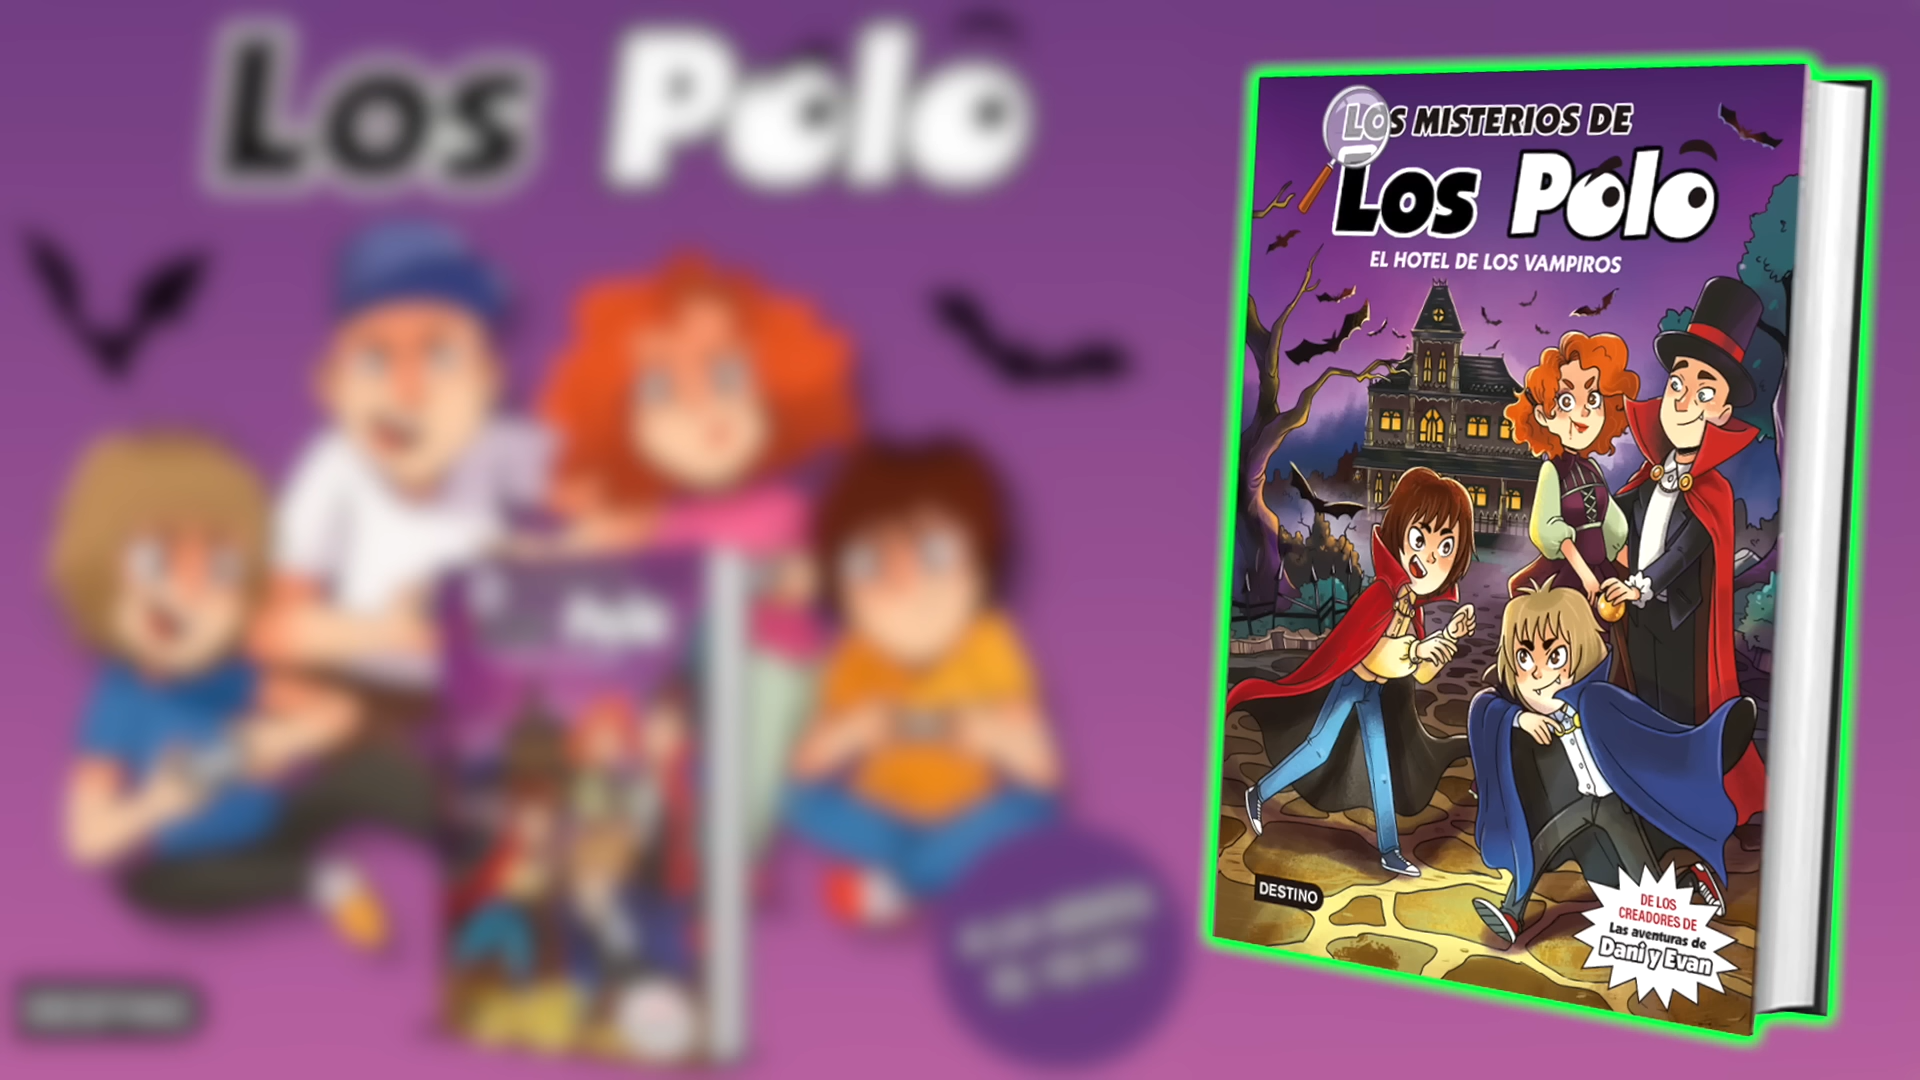 Los Polo
LOS MISTERIOS DE
Los Polo
EL HOTEL DE LOS VAMPIROS
DESTINO
DE LOS
CREADORES DE
Las aventuras de
Dani y Evan